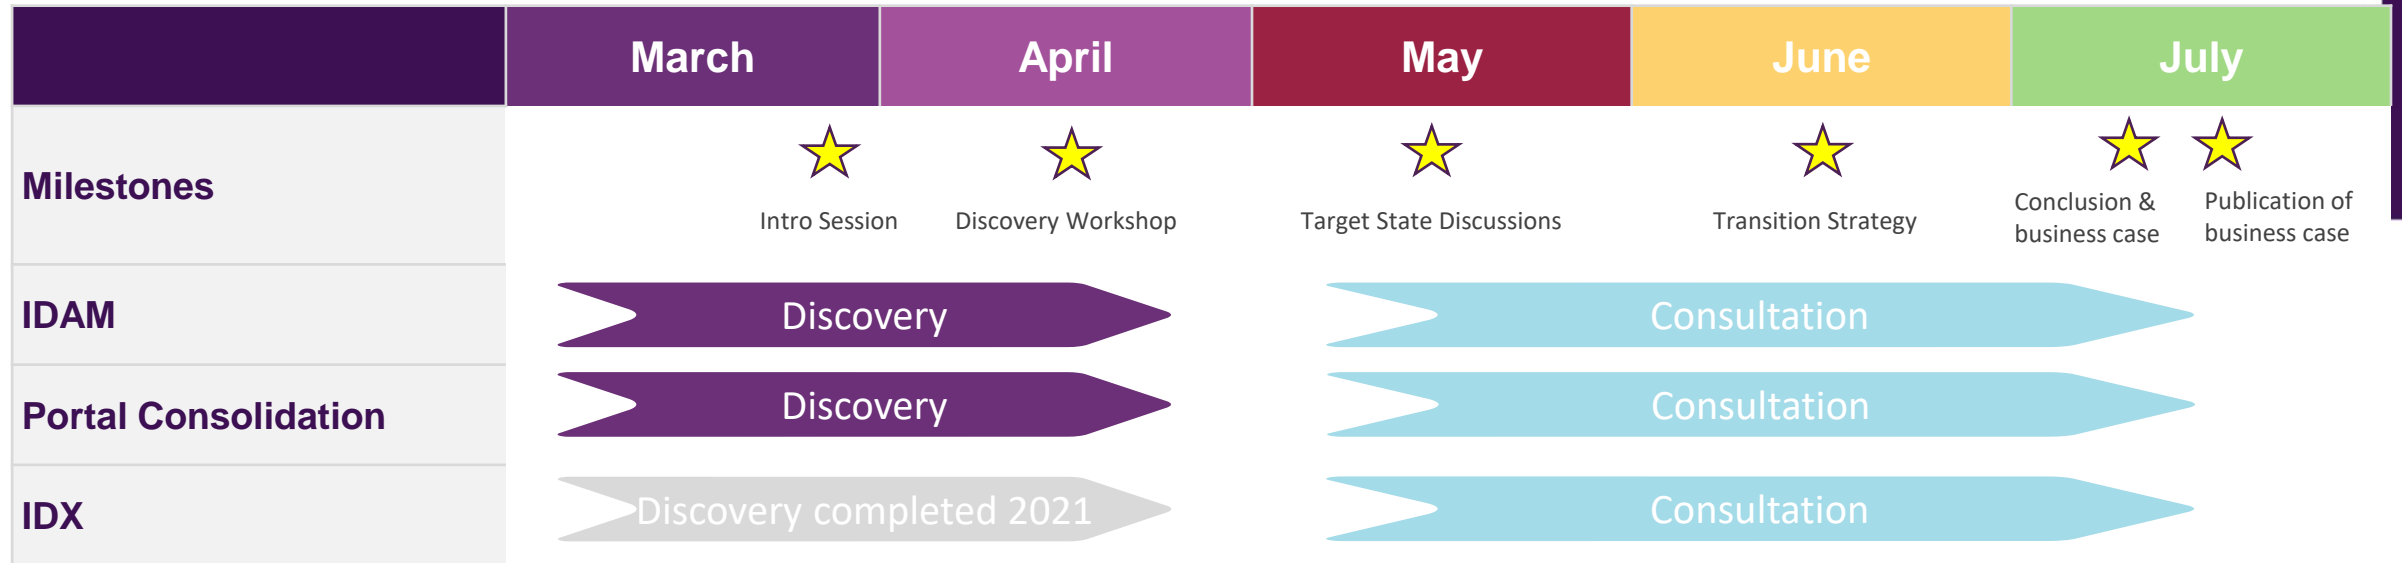 March April May June July
Milestones
Intro Session Discovery Workshop Target State Discussions Transition Strategy
Conclusion &
business case
Publication of
business case
IDAM
Discovery Consultation
Portal Consolidation
Discovery Consultation
IDX
Discovery completed 2021 Consultation